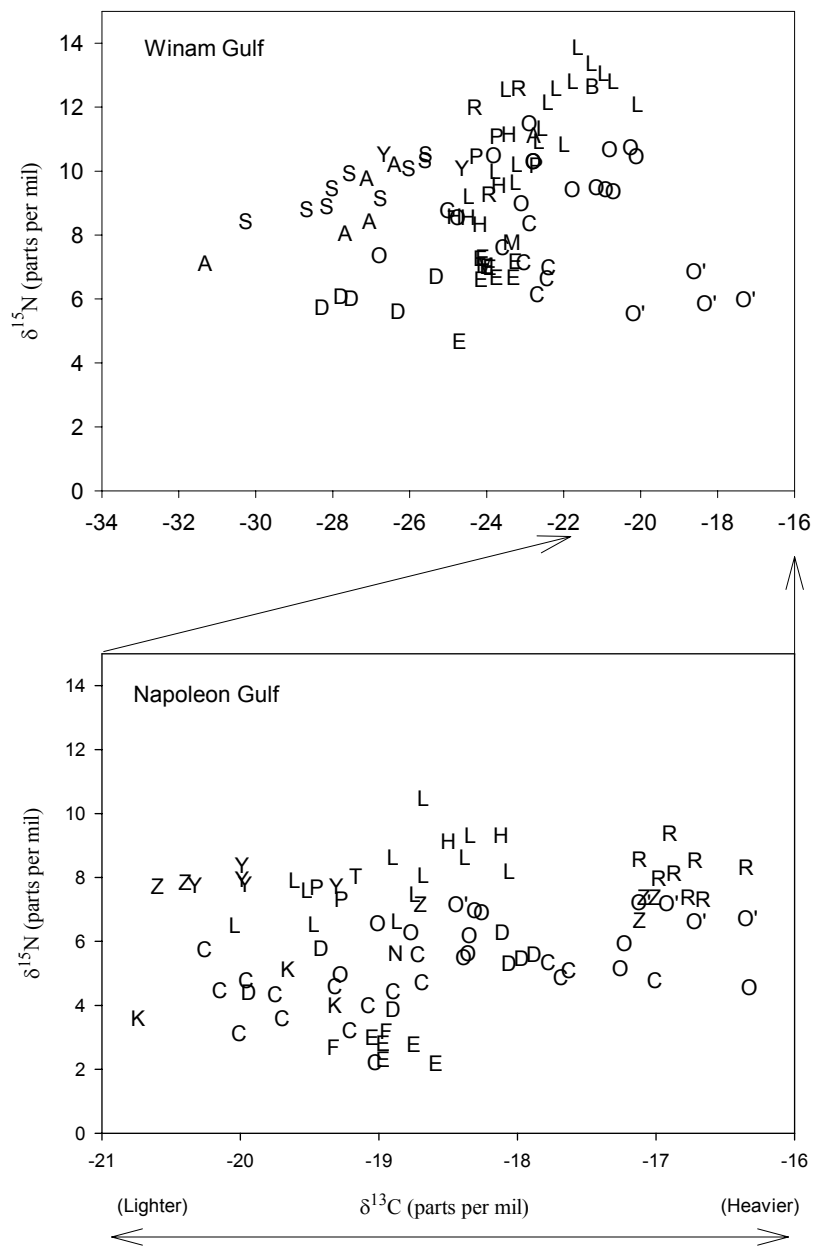 Winam Gulf
14
12
10
8
6
4
2
0
δ15N (parts per mil)
L
L
L
L L
L R L B
R L L
P H O A L
L L
Y S Y P O O P O O O
S A S Y L L
S A H L O O O O
S A S R L
S S O H O H O
S A A H C
O O M
A E E C C O'
D D D E E C C
D D O' O' O'
E
-34 -32 -30 -28 -26 -24 -22 -20 -18 -16
Napoleon Gulf
14
12
10
8
6
4
2
0
δ15N (parts per mil)
L
H L H R
Y L L R R R
Z Z Y Y Y L L P Y P T L L L R R R
Z O' O O Z Z Z O O' O' O'
L L O O L O D O
C D N C O O D D D C C O
K C C D C C C C O C O
K C K C D
C C F E F
C E E E E
-21 -20 -19 -18 -17 -16
(Lighter) δ13C (parts per mil) (Heavier)